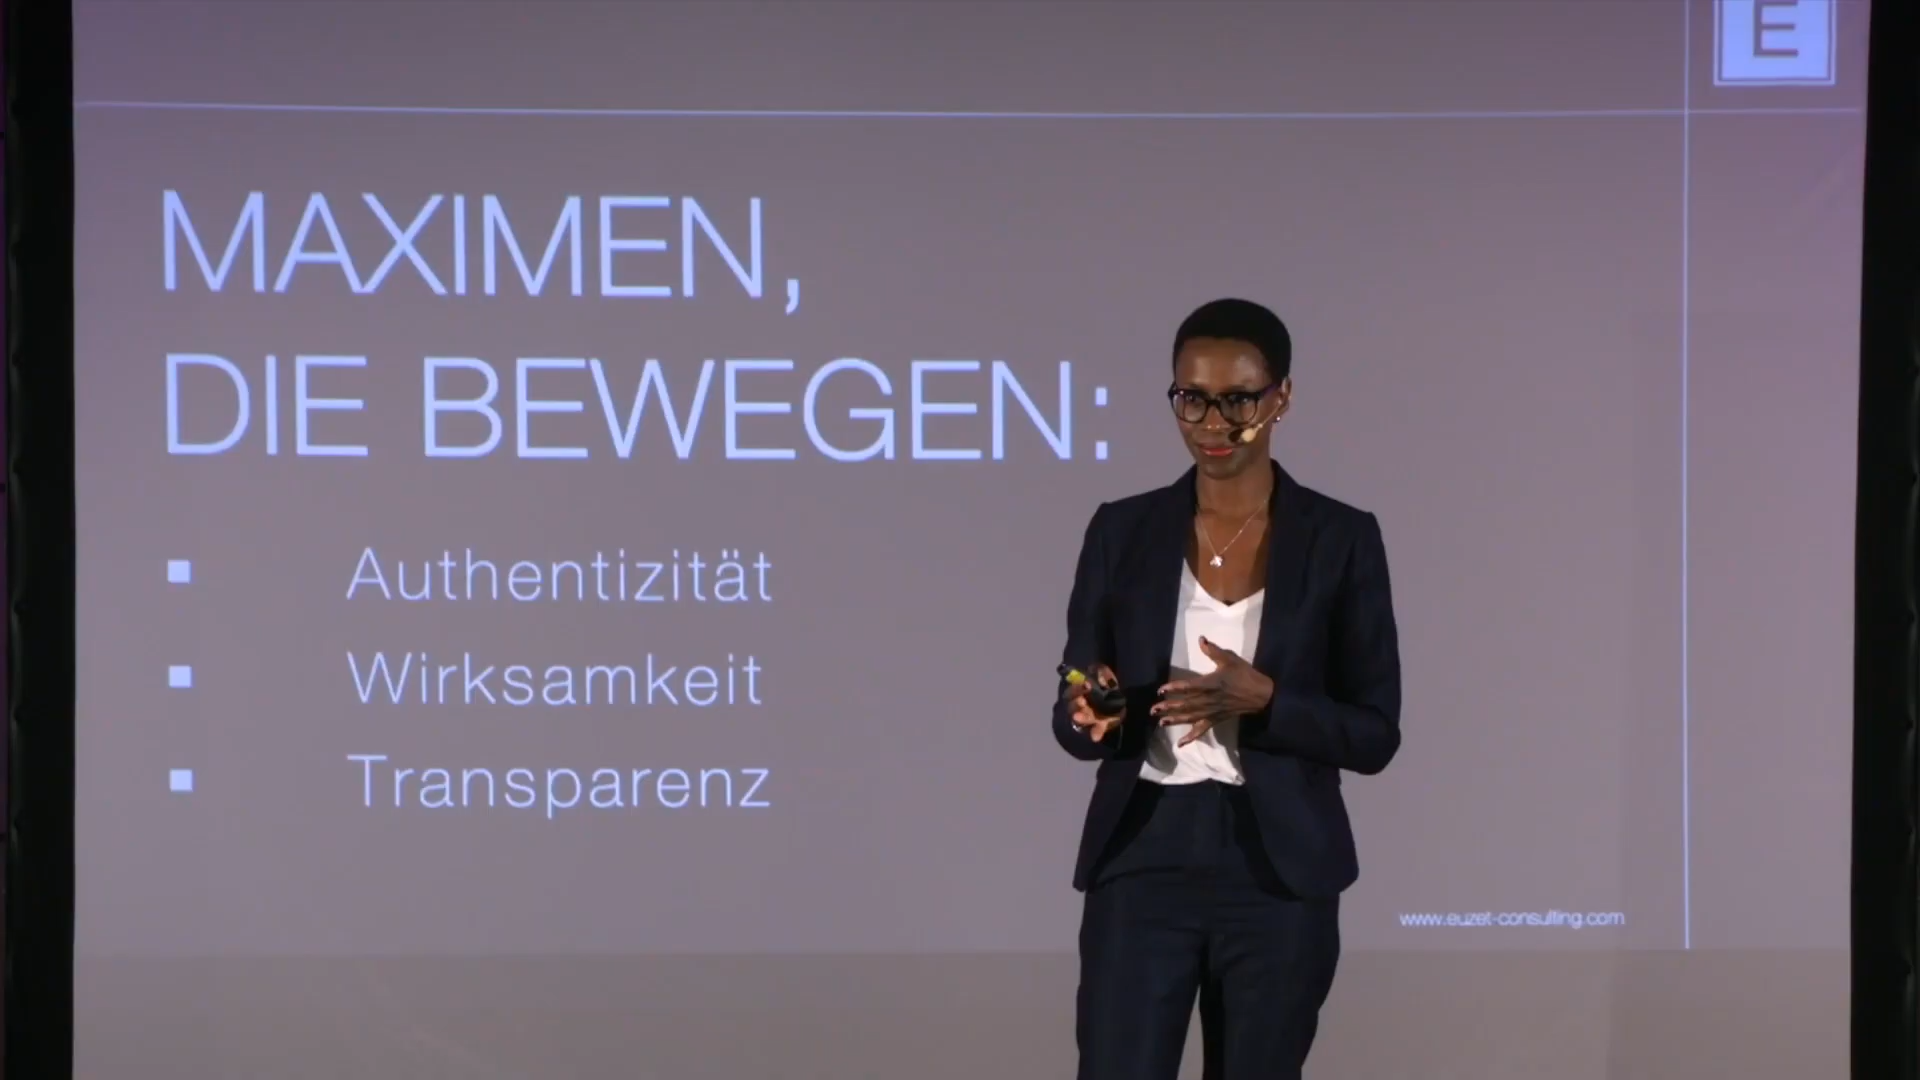 E
MAXIMEN,
DIE BEWEGEN:
▪ Authentizität
▪ Wirksamkeit
▪ Transparenz
www.euzet-consulting.com